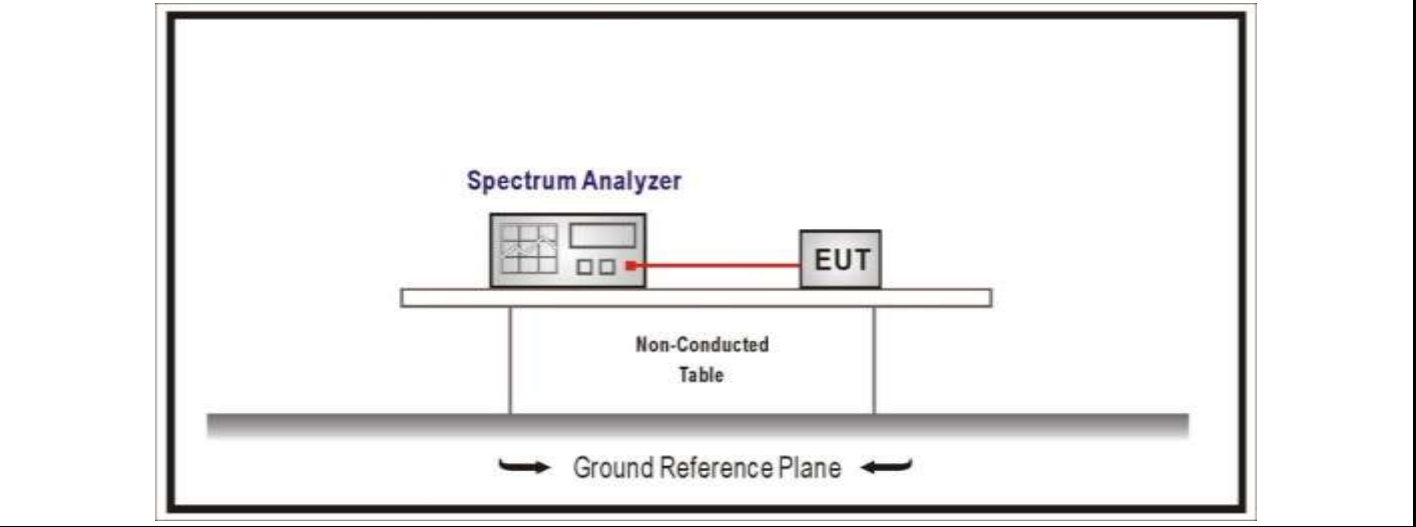 Spectrum Analyzer
EUT
Non-Conducted
Table
Ground Reference Plane